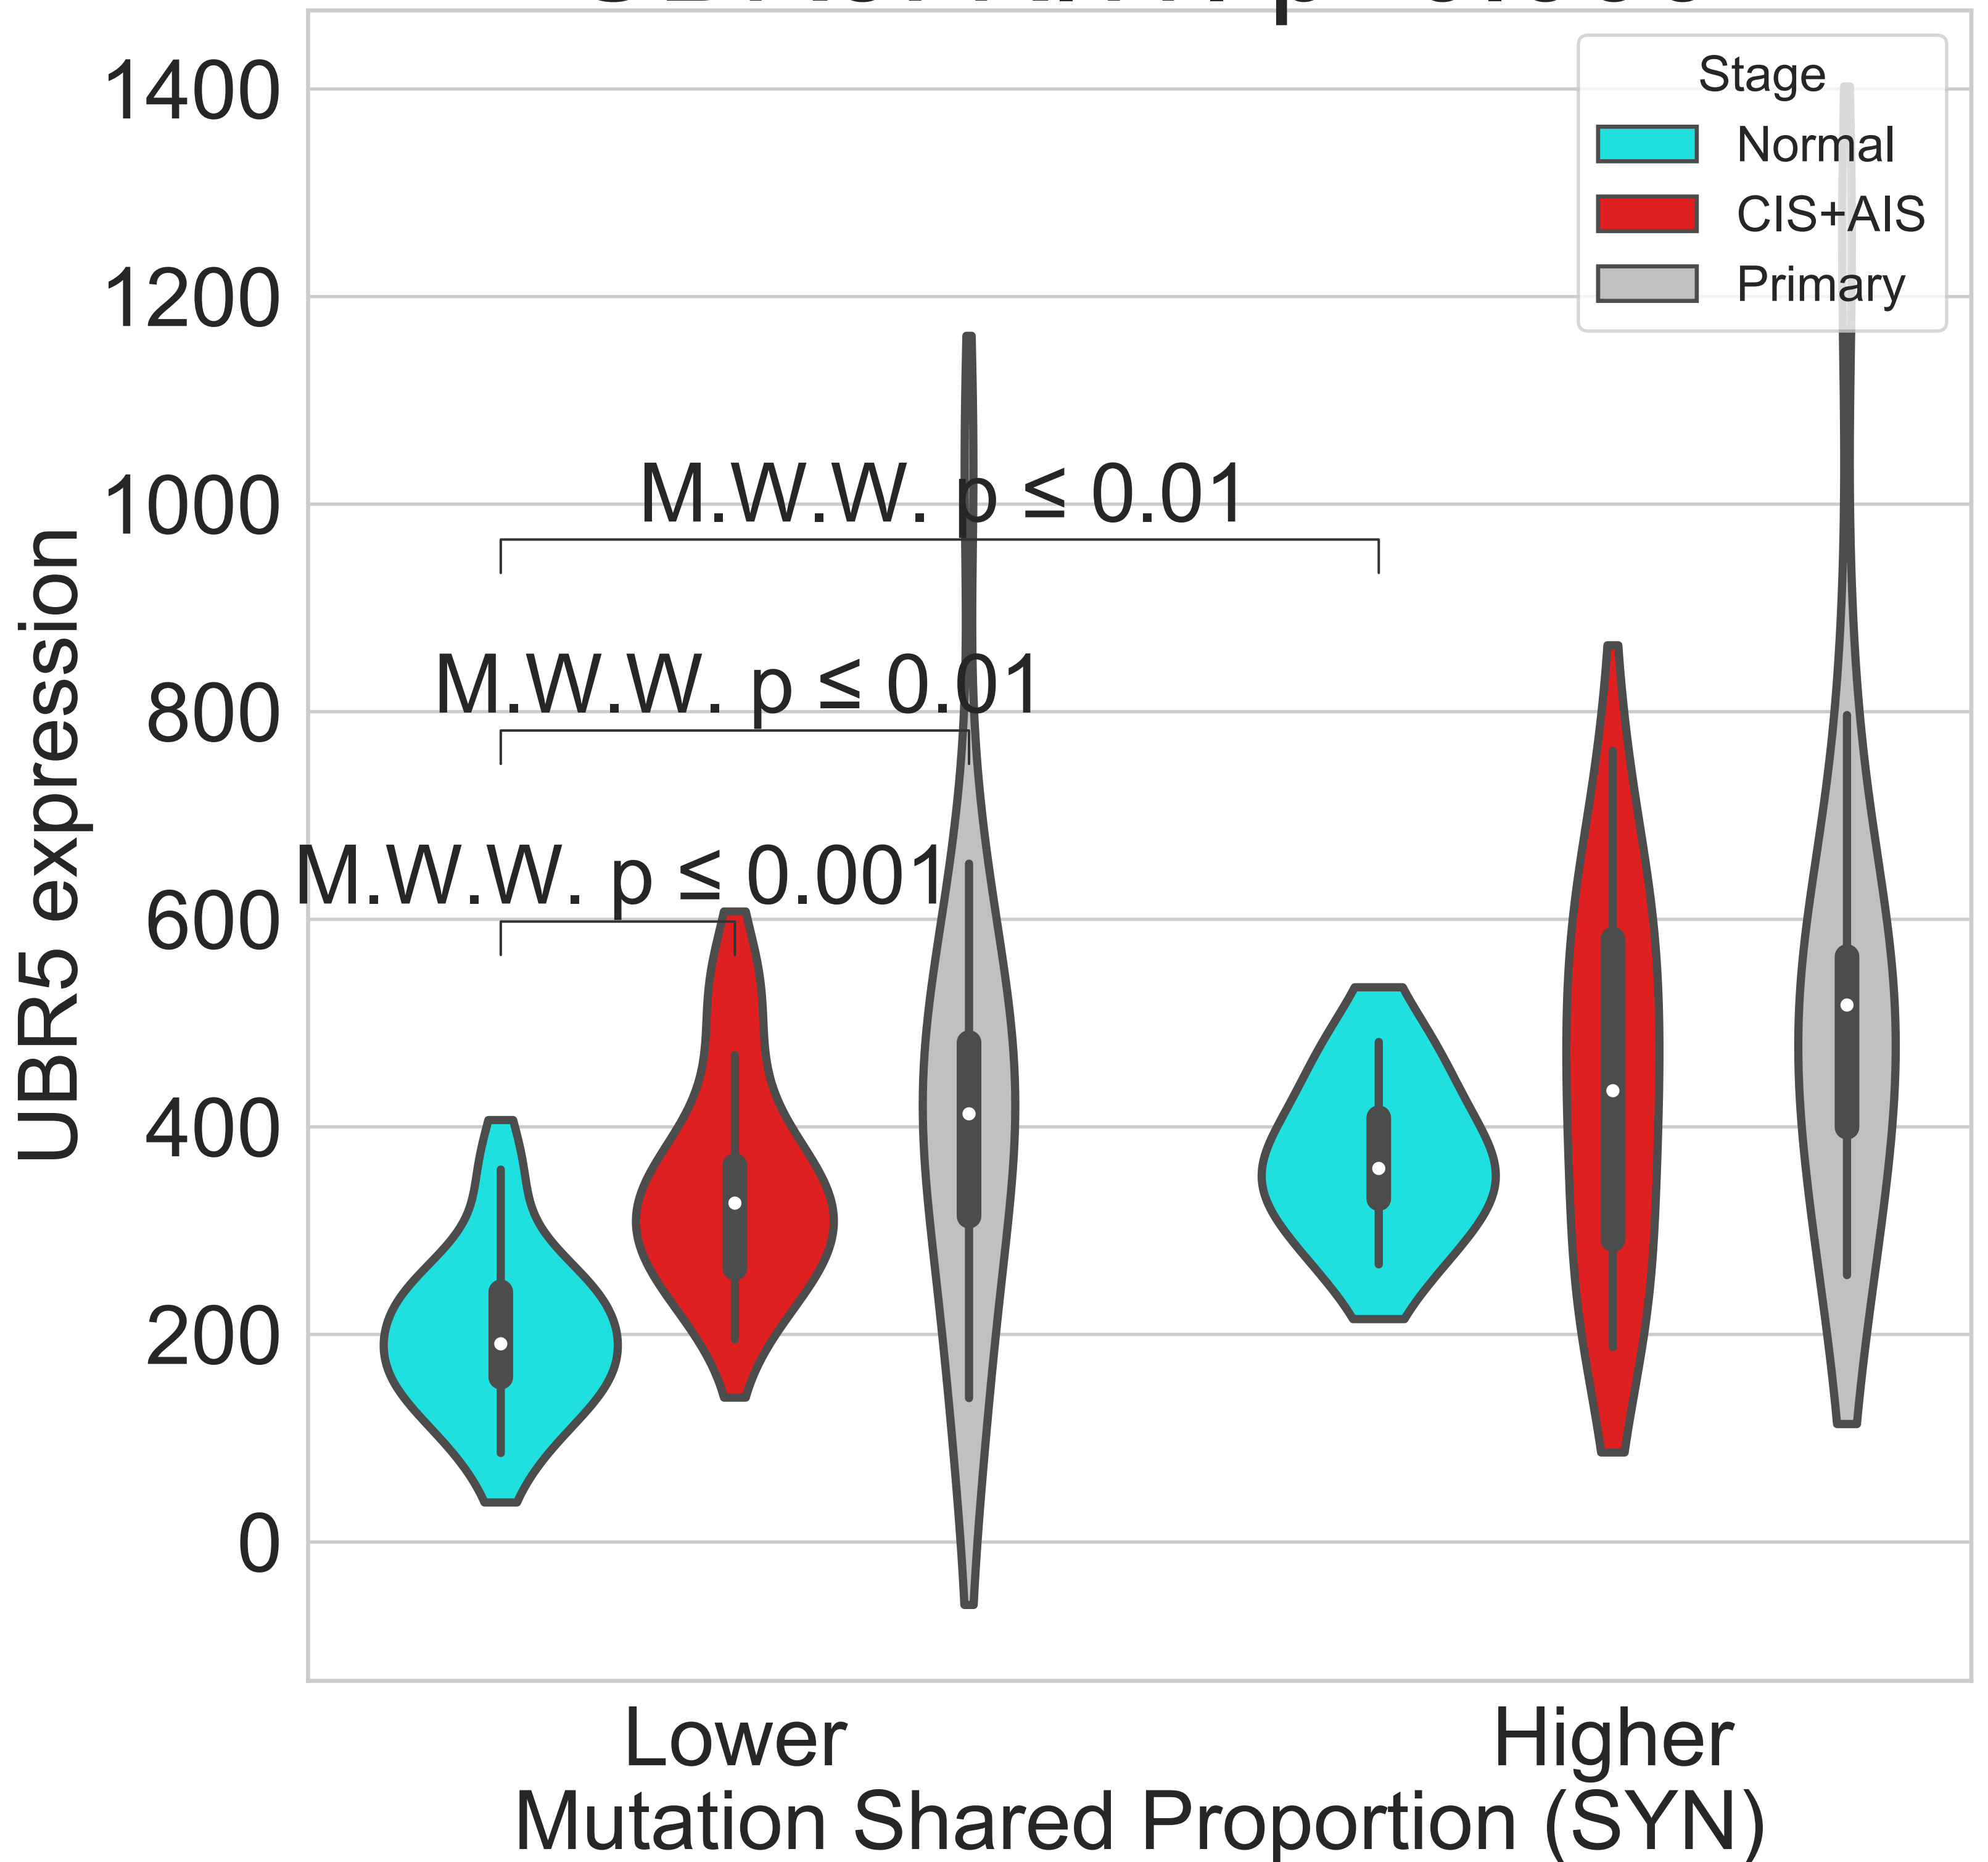 Stage
Normal
CIS+AIS
Primary
1400
1200
1000
800
600
400
200
0
UBR5 expression
M.W.W. p ≤ 0.01
M.W.W. p ≤ 0.01
M.W.W. p ≤ 0.001
Lower
Higher
Mutation Shared Proportion (SYN)